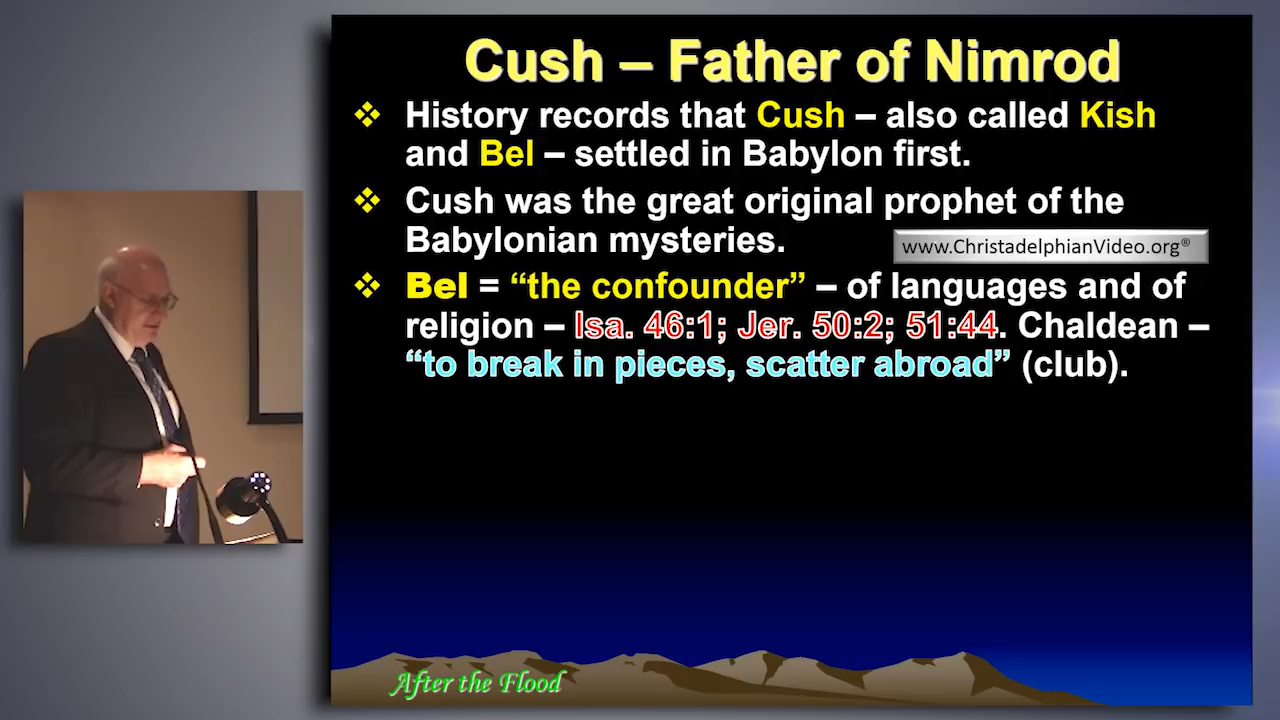 Cush – Father of Nimrod
❖ History records that Cush – also called Kish
and Bel – settled in Babylon first.
❖ Cush was the great original prophet of the
Babylonian mysteries.
www.ChristadelphianVideo.org®
❖ Bel = “the confounder” – of languages and of
religion – Isa. 46:1; Jer. 50:2; 51:44. Chaldean –
“to break in pieces, scatter abroad” (club).
After the Flood